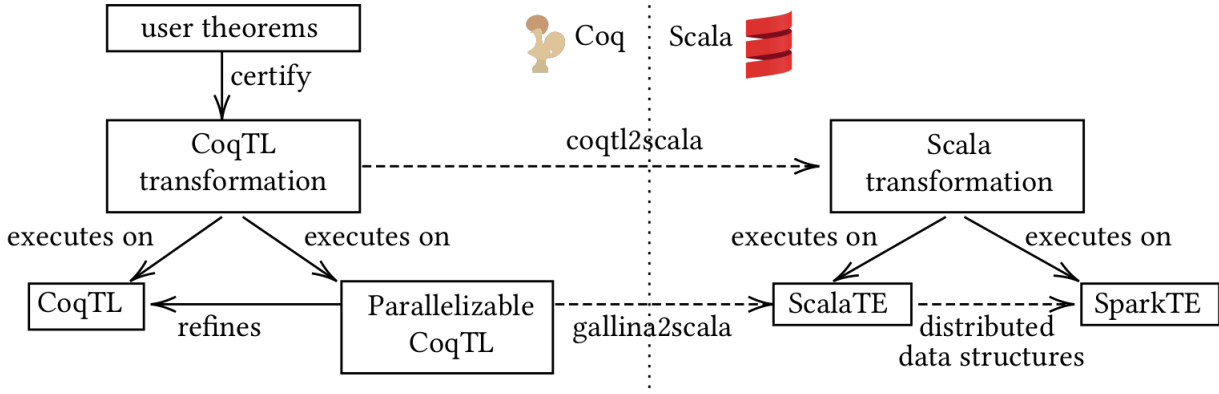 user theorems
Coq
Scala
certify
CoqTL
transformation
coqtl2scala
Scala
transformation
executes on
executes on
executes on
executes on
CoqTL
refines
Parallelizable
CoqTL
gallina2scala
ScalaTE
distributed
data structures
SparkTE